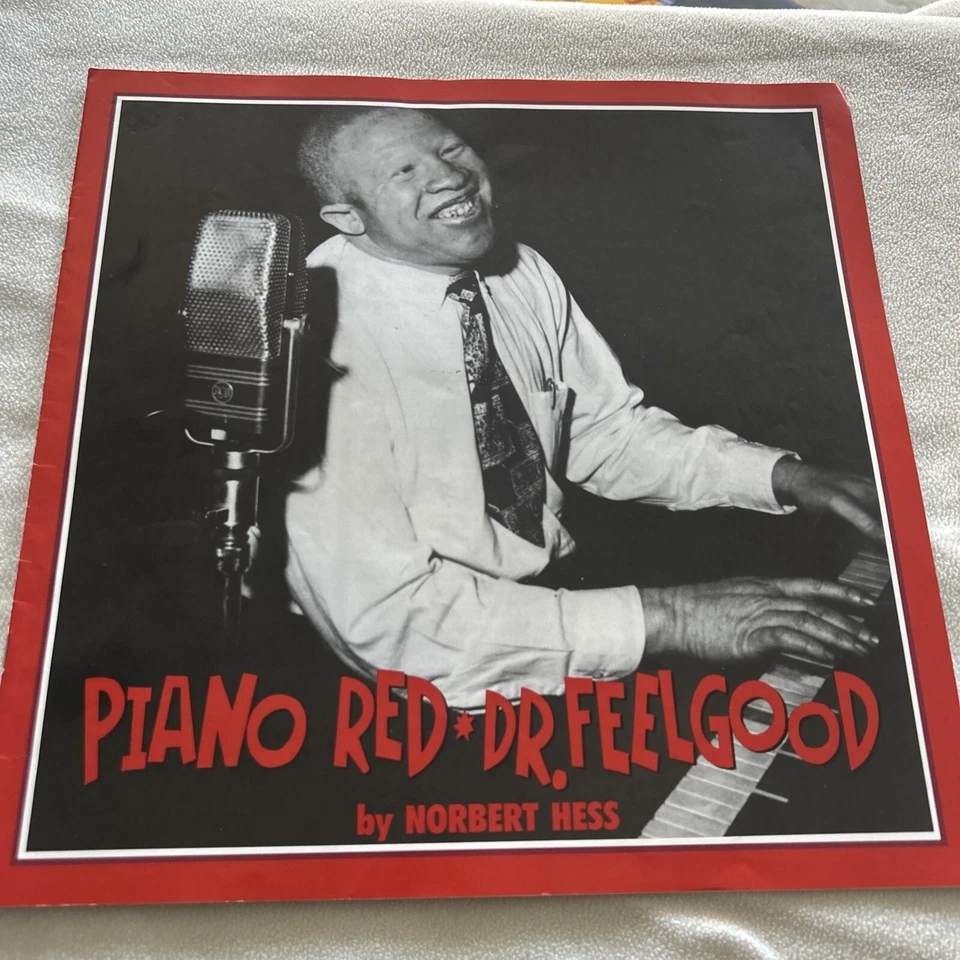 PIANO RED * DR. FEELGOOD
by NORBERT HESS